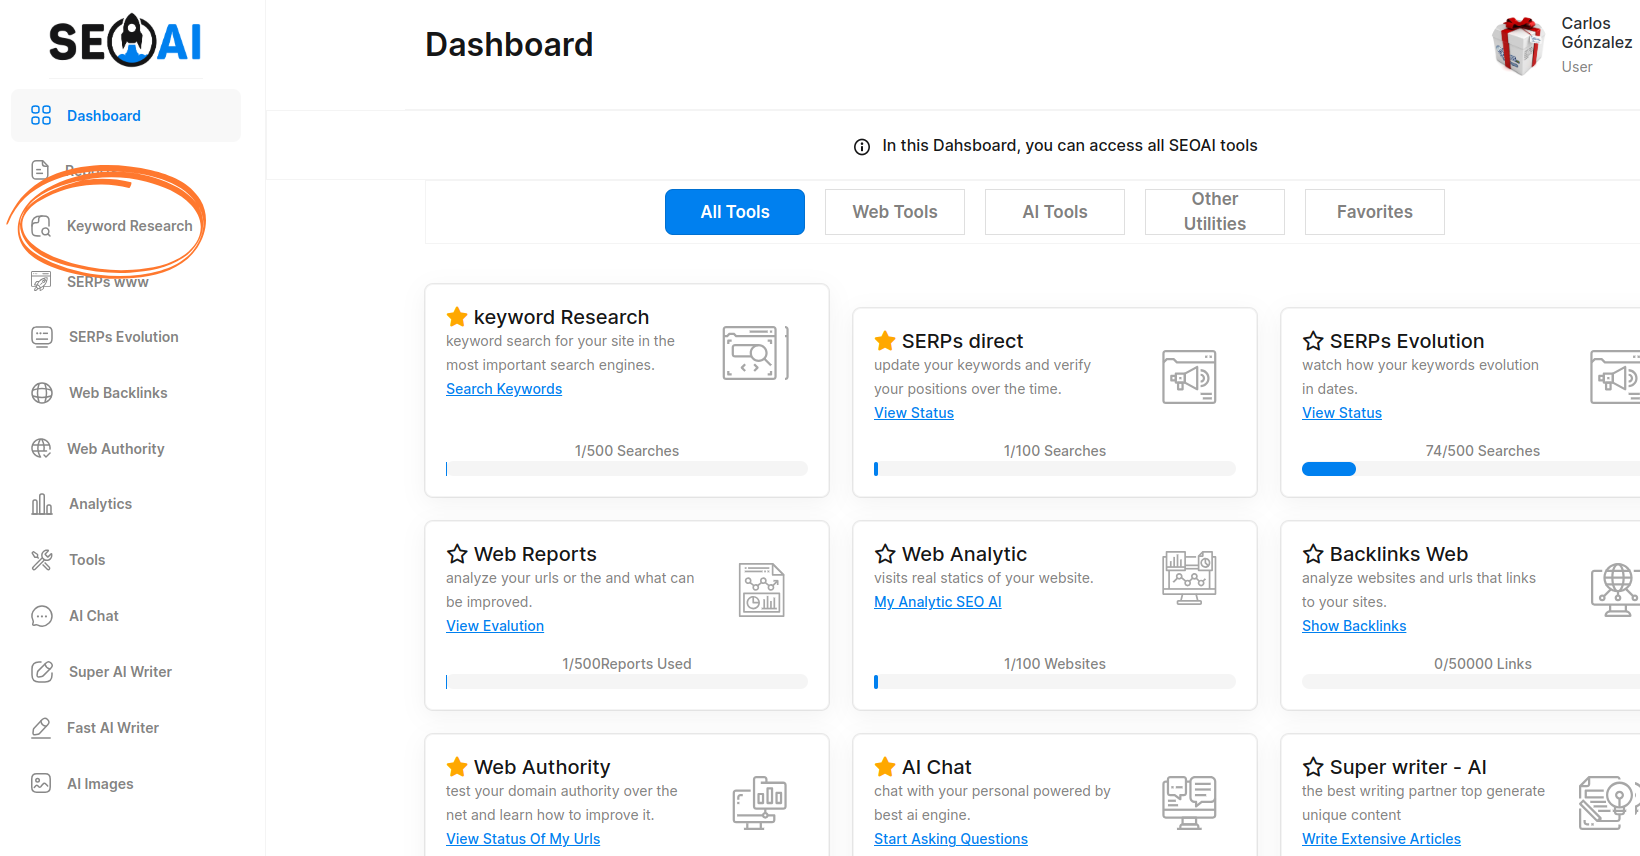 SEOAI
Dashboard
Carlos
Gónzalez
User
Dashboard
Keyword Research
SERPs www
SERPs Evolution
Web Backlinks
Web Authority
Analytics
Tools
AI Chat
Super AI Writer
Fast AI Writer
AI Images
In this Dahsboard, you can access all SEOAI tools
All Tools
Web Tools
AI Tools
Other
Utilities
Favorites
keyword Research
keyword search for your site in the
most important search engines.
Search Keywords
1/500 Searches
SERPs direct
update your keywords and verify
your positions over the time.
View Status
1/100 Searches
SERPs Evolution
watch how your keywords evolution
in dates.
View Status
74/500 Searches
Web Reports
analyze your urls or the and what can
be improved.
View Evalution
1/500Reports Used
Web Analytic
visits real statics of your website.
My Analytic SEO AI
1/100 Websites
Backlinks Web
analyze websites and urls that links
to your sites.
Show Backlinks
0/50000 Links
Web Authority
test your domain authority over the
net and learn how to improve it.
View Status Of My Urls
AI Chat
chat with your personal powered by
best ai engine.
Start Asking Questions
Super writer - AI
the best writing partner top generate
unique content
Write Extensive Articles